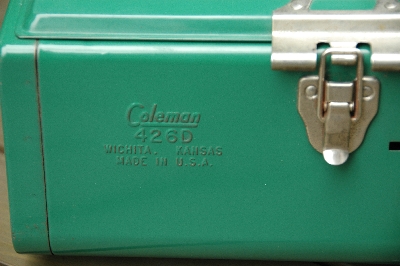 Coleman
426D
WICHITA, KANSAS
MADE IN U.S.A.